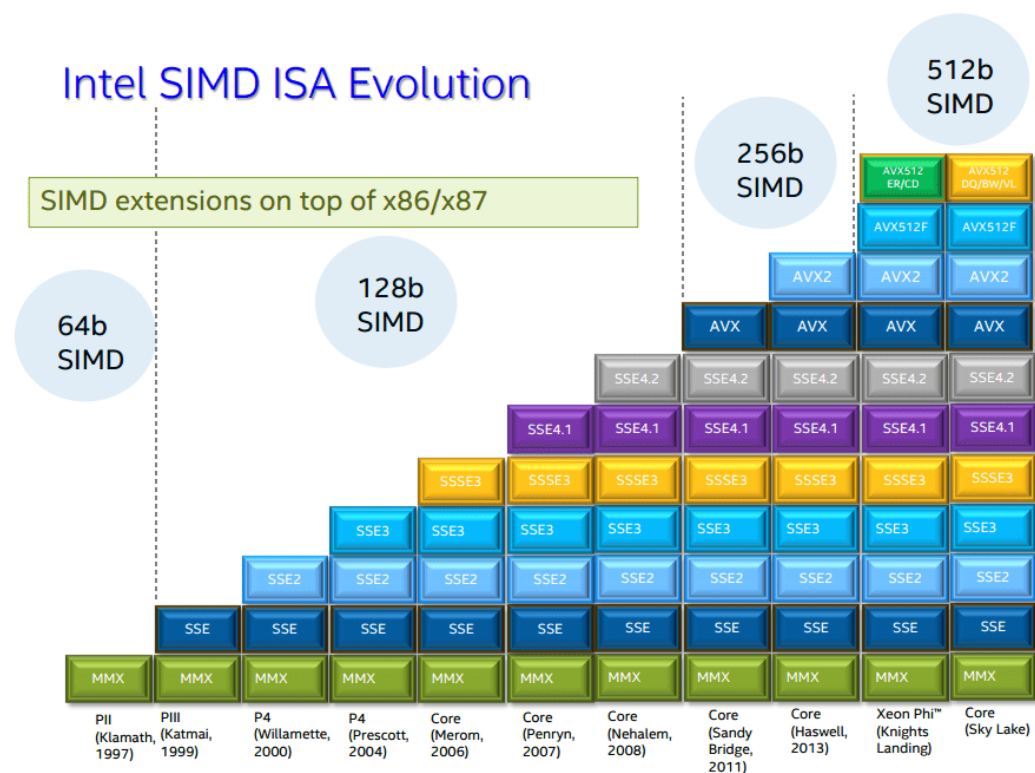 Intel SIMD ISA Evolution
512b
SIMD
256b
SIMD
SIMD extensions on top of x86/x87
128b
SIMD
64b
SIMD
AVX512
ER/CD
AVX512
DQ/BW/VL
AVX512F AVX512F
AVX2 AVX2 AVX2
AVX AVX AVX AVX
SSE4.2 SSE4.2 SSE4.2 SSE4.2 SSE4.2
SSE4.1 SSE4.1 SSE4.1 SSE4.1 SSE4.1 SSE4.1
SSSE3 SSSE3 SSSE3 SSSE3 SSSE3 SSSE3 SSSE3
SSE3 SSE3 SSE3 SSE3 SSE3 SSE3 SSE3 SSE3
SSE2 SSE2 SSE2 SSE2 SSE2 SSE2 SSE2 SSE2 SSE2
SSE SSE SSE SSE SSE SSE SSE SSE SSE SSE
MMX MMX MMX MMX MMX MMX MMX MMX MMX MMX MMX
PII
(Klamath,
1997)
PIII
(Katmai,
1999)
P4
(Willamette,
2000)
P4
(Prescott,
2004)
Core
(Merom,
2006)
Core
(Penryn,
2007)
Core
(Nehalem,
2008)
Core
(Sandy
Bridge,
2011)
Core
(Haswell,
2013)
Xeon Phi™
(Knights
Landing)
Core
(Sky Lake)